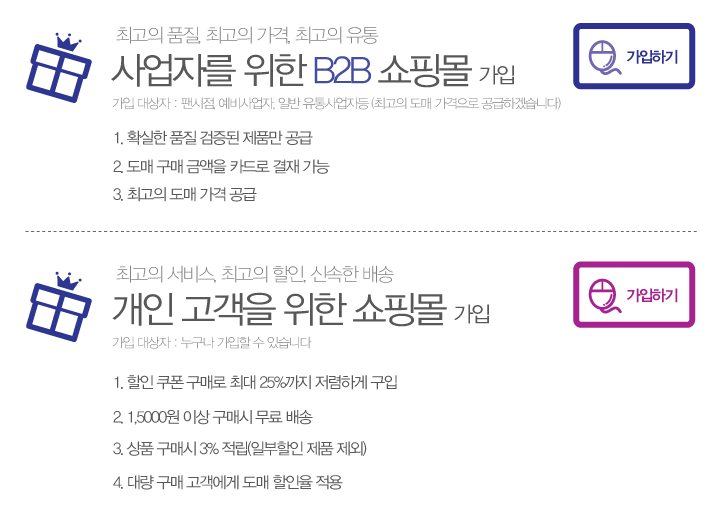 최고의 품질, 최고의 가격, 최고의 유통
사업자를 위한 B2B 쇼핑몰 가입
가입하기
가입 대상자 : 팬시점, 예비사업자, 일반 유통사업자등 (최고의 도매 가격으로 공급하겠습니다)
1. 확실한 품질 검증된 제품만 공급
2. 도매 구매 금액을 카드로 결재 가능
3. 최고의 도매 가격 공급
최고의 서비스, 최고의 할인, 신속한 배송
개인 고객을 위한 쇼핑몰 가입
가입하기
가입 대상자 : 누구나 가입할 수 있습니다
1. 할인 쿠폰 구매로 최대 25%까지 저렴하게 구입
2. 1,5000원 이상 구매시 무료 배송
3. 상품 구매시 3% 적립(일부할인 제품 제외)
4. 대량 구매 고객에게 도매 할인율 적용